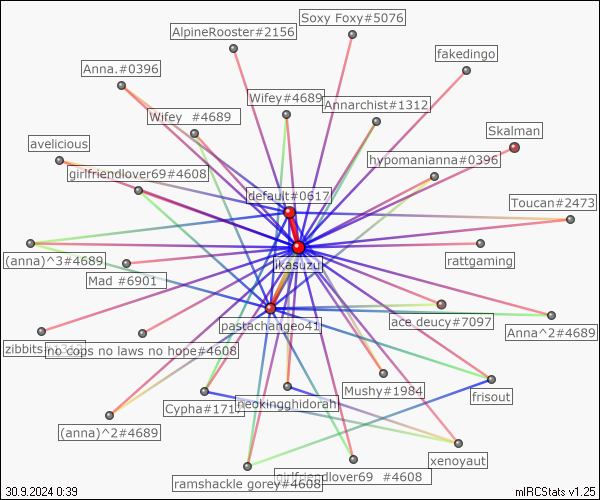 Soxy Foxy#5076
AlpineRooster#2156
fakedingo
Anna.#0396
Wifey #4689
Annarchist#1312
Wifey  #4689
Skalman
avelicious
hypomanianna#0396
girlfriendlover69#4608
default#0617
Toucan#2473
(anna)^3#4689
ikasuzu
rattgaming
Mad #6901
pastachangeo41
ace_deucy#7097
Anna^2#4689
zibbits
no cops no laws no hope#4608
Mushy#1984
frisout
Cypha#171
neokingghidorah
(anna)^2#4689
xenoyaut
girlfriendlover69  #4608
ramshackle gorey#4608
30.9.2024 0:39
mIRCStats v1.25